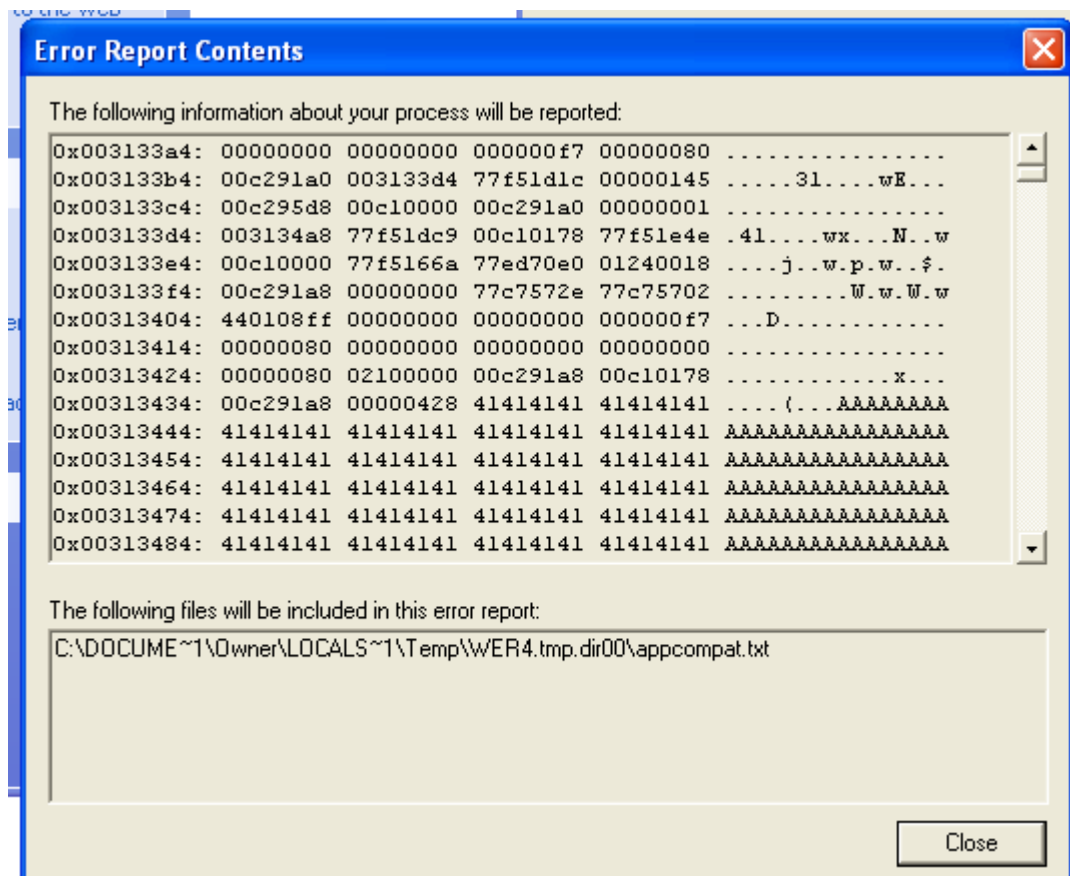 to the web
Error Report Contents
The following information about your process will be reported:
0x003133a4: 00000000 00000000 000000f7 00000080 ................
0x003133b4: 00c291a0 003133d4 77f51d1c 00000145 .....31....wE...
0x003133c4: 00c295d8 00c10000 00c291a0 00000001 ................
0x003133d4: 003134a8 77f51dc9 00c10178 77f51e4e .41....wx...N..w
0x003133e4: 00c10000 77f5166a 77ed70e0 01240018 ....j..w.p.w..$.
0x003133f4: 00c291a8 00000000 77c7572e 77c75702 .........W.w.W.w
0x00313404: 440108ff 00000000 00000000 000000f7 ...D............
0x00313414: 00000080 00000000 00000000 00000000 ................
0x00313424: 00000080 02100000 00c291a8 00c10178 ............x...
0x00313434: 00c291a8 00000428 41414141 41414141 ....(...AAAAAAAA
0x00313444: 41414141 41414141 41414141 41414141 AAAAAAAAAAAAAAAA
0x00313454: 41414141 41414141 41414141 41414141 AAAAAAAAAAAAAAAA
0x00313464: 41414141 41414141 41414141 41414141 AAAAAAAAAAAAAAAA
0x00313474: 41414141 41414141 41414141 41414141 AAAAAAAAAAAAAAAA
0x00313484: 41414141 41414141 41414141 41414141 AAAAAAAAAAAAAAAA
The following files will be included in this error report:
C:\DOCUME~1\Owner\LOCALS~1\Temp\WER4.tmp.dir00\appcompat.txt
Close